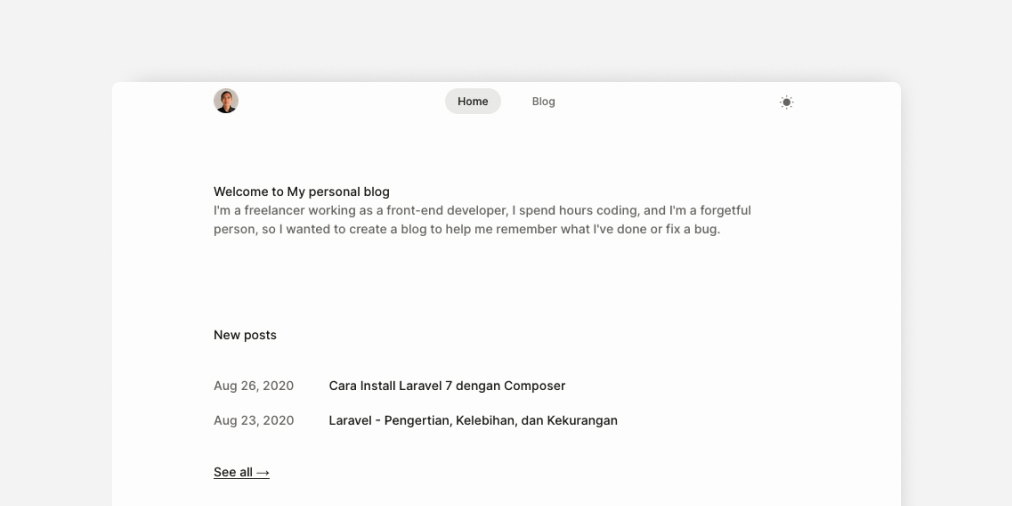 Home
Blog
Welcome to My personal blog
I'm a freelancer working as a front-end developer, I spend hours coding, and I'm a forgetful
person, so I wanted to create a blog to help me remember what I've done or fix a bug.
New posts
Aug 26, 2020 Cara Install Laravel 7 dengan Composer
Aug 23, 2020 Laravel - Pengertian, Kelebihan, dan Kekurangan
See all →